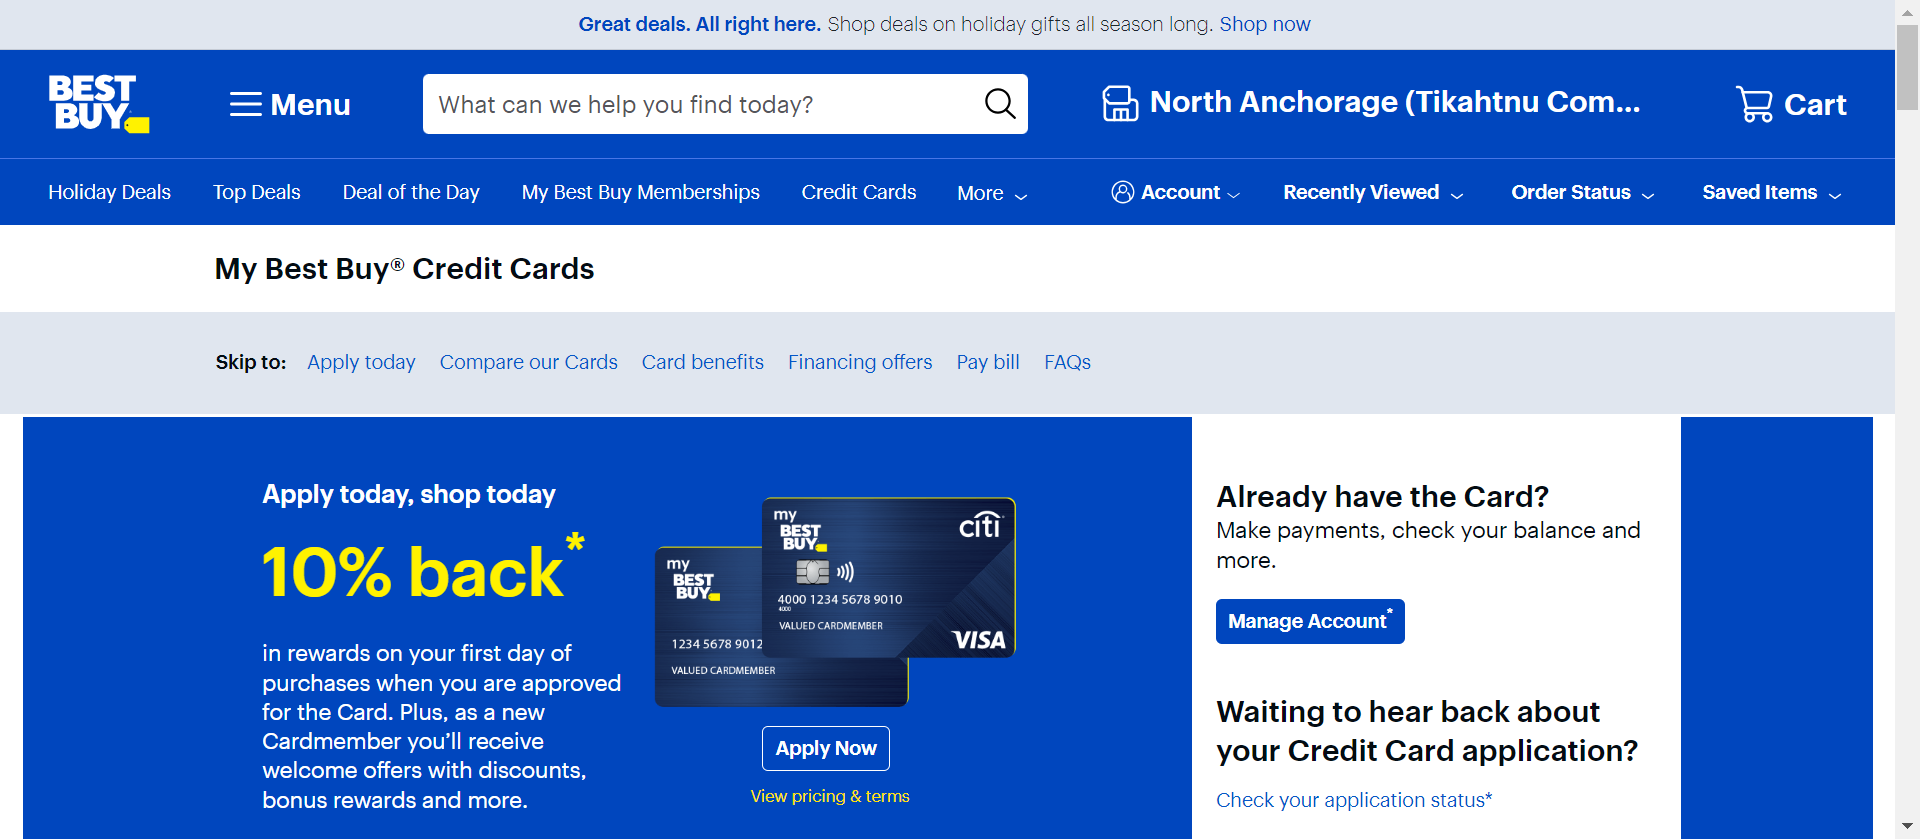 Great deals. All right here. Shop deals on holiday gifts all season long. Shop now
BEST BUY
Menu
What can we help you find today?
North Anchorage (Tikahtnu Com...
Cart
Holiday Deals
Top Deals
Deal of the Day
My Best Buy Memberships
Credit Cards
More
Account
Recently Viewed
Order Status
Saved Items
My Best Buy® Credit Cards
Skip to: Apply today Compare our Cards Card benefits Financing offers Pay bill FAQs
Apply today, shop today
10% back*
in rewards on your first day of
purchases when you are approved
for the Card. Plus, as a new
Cardmember you’ll receive
welcome offers with discounts,
bonus rewards and more.
my
BEST
BUY
1234 5678 9012
VALUED CARDMEMBER
my
BEST
BUY
citi
4000 1234 5678 9010
4000
VALUED CARDMEMBER
VISA
Apply Now
View pricing & terms
Already have the Card?
Make payments, check your balance and
more.
Manage Account*
Waiting to hear back about
your Credit Card application?
Check your application status*